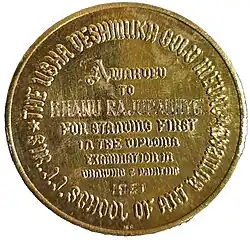 THE USHA DESHMUKH GOLD MEDAL
AWARDED
TO
BHANU RAJOPADHYE
FOR STANDING FIRST
IN THE DIPLOMA
EXAMINATION IN
DRAWING & PAINTING
1951
SIR. J.J. SCHOOL OF ART